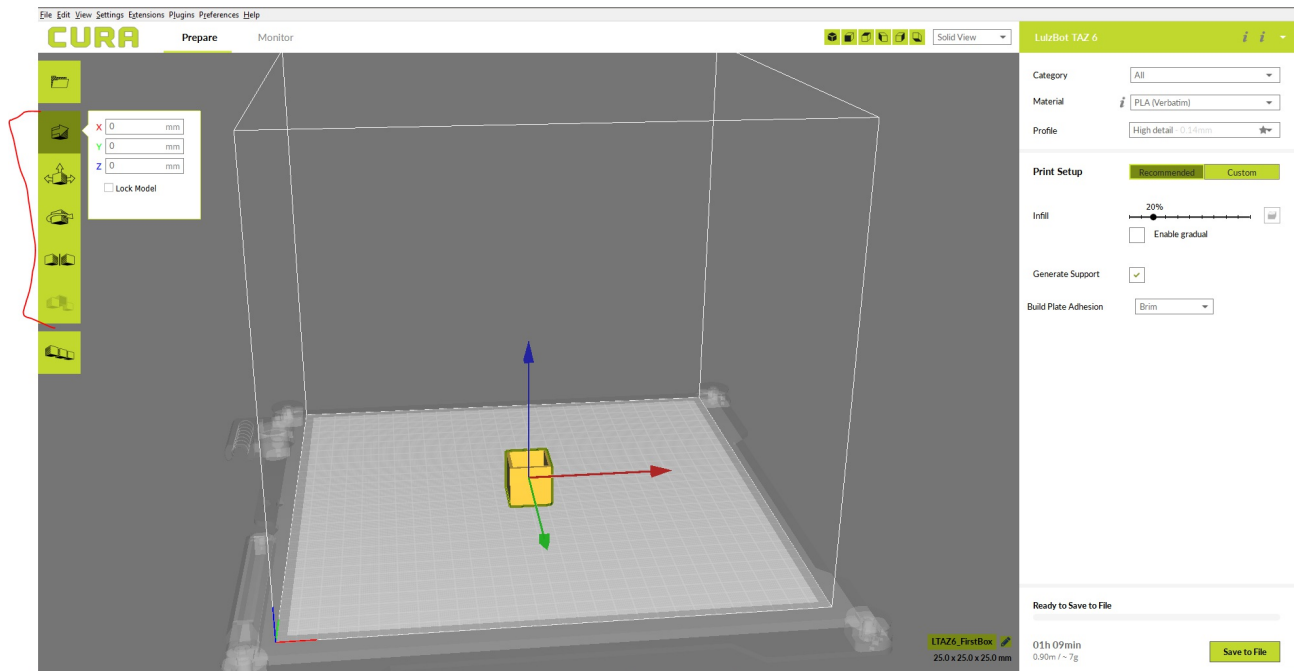 File Edit View Settings Extensions Plugins Preferences Help
CURA
Prepare
Monitor
Solid View
LulzBot TAZ 6
i i
Category
All
Material
i
PLA (Verbatim)
Profile
High detail - 0.14mm
X 0 mm
Y 0 mm
Z 0 mm
Lock Model
Print Setup
Recommended
Custom
20%
Infill
Enable gradual
Generate Support
Build Plate Adhesion
Brim
LTAZ6_FirstBox
25.0 x 25.0 x 25.0 mm
Ready to Save to File
01h 09min
0.90m / ~ 7g
Save to File